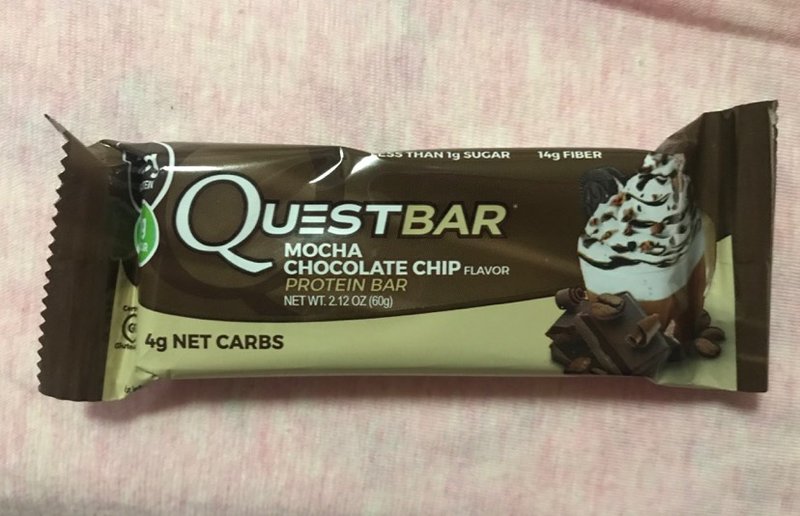 LESS THAN 1g SUGAR 14g FIBER
QUESTBAR
MOCHA
CHOCOLATE CHIP FLAVOR
PROTEIN BAR
NET WT. 2.12 OZ (60g)
4g NET CARBS